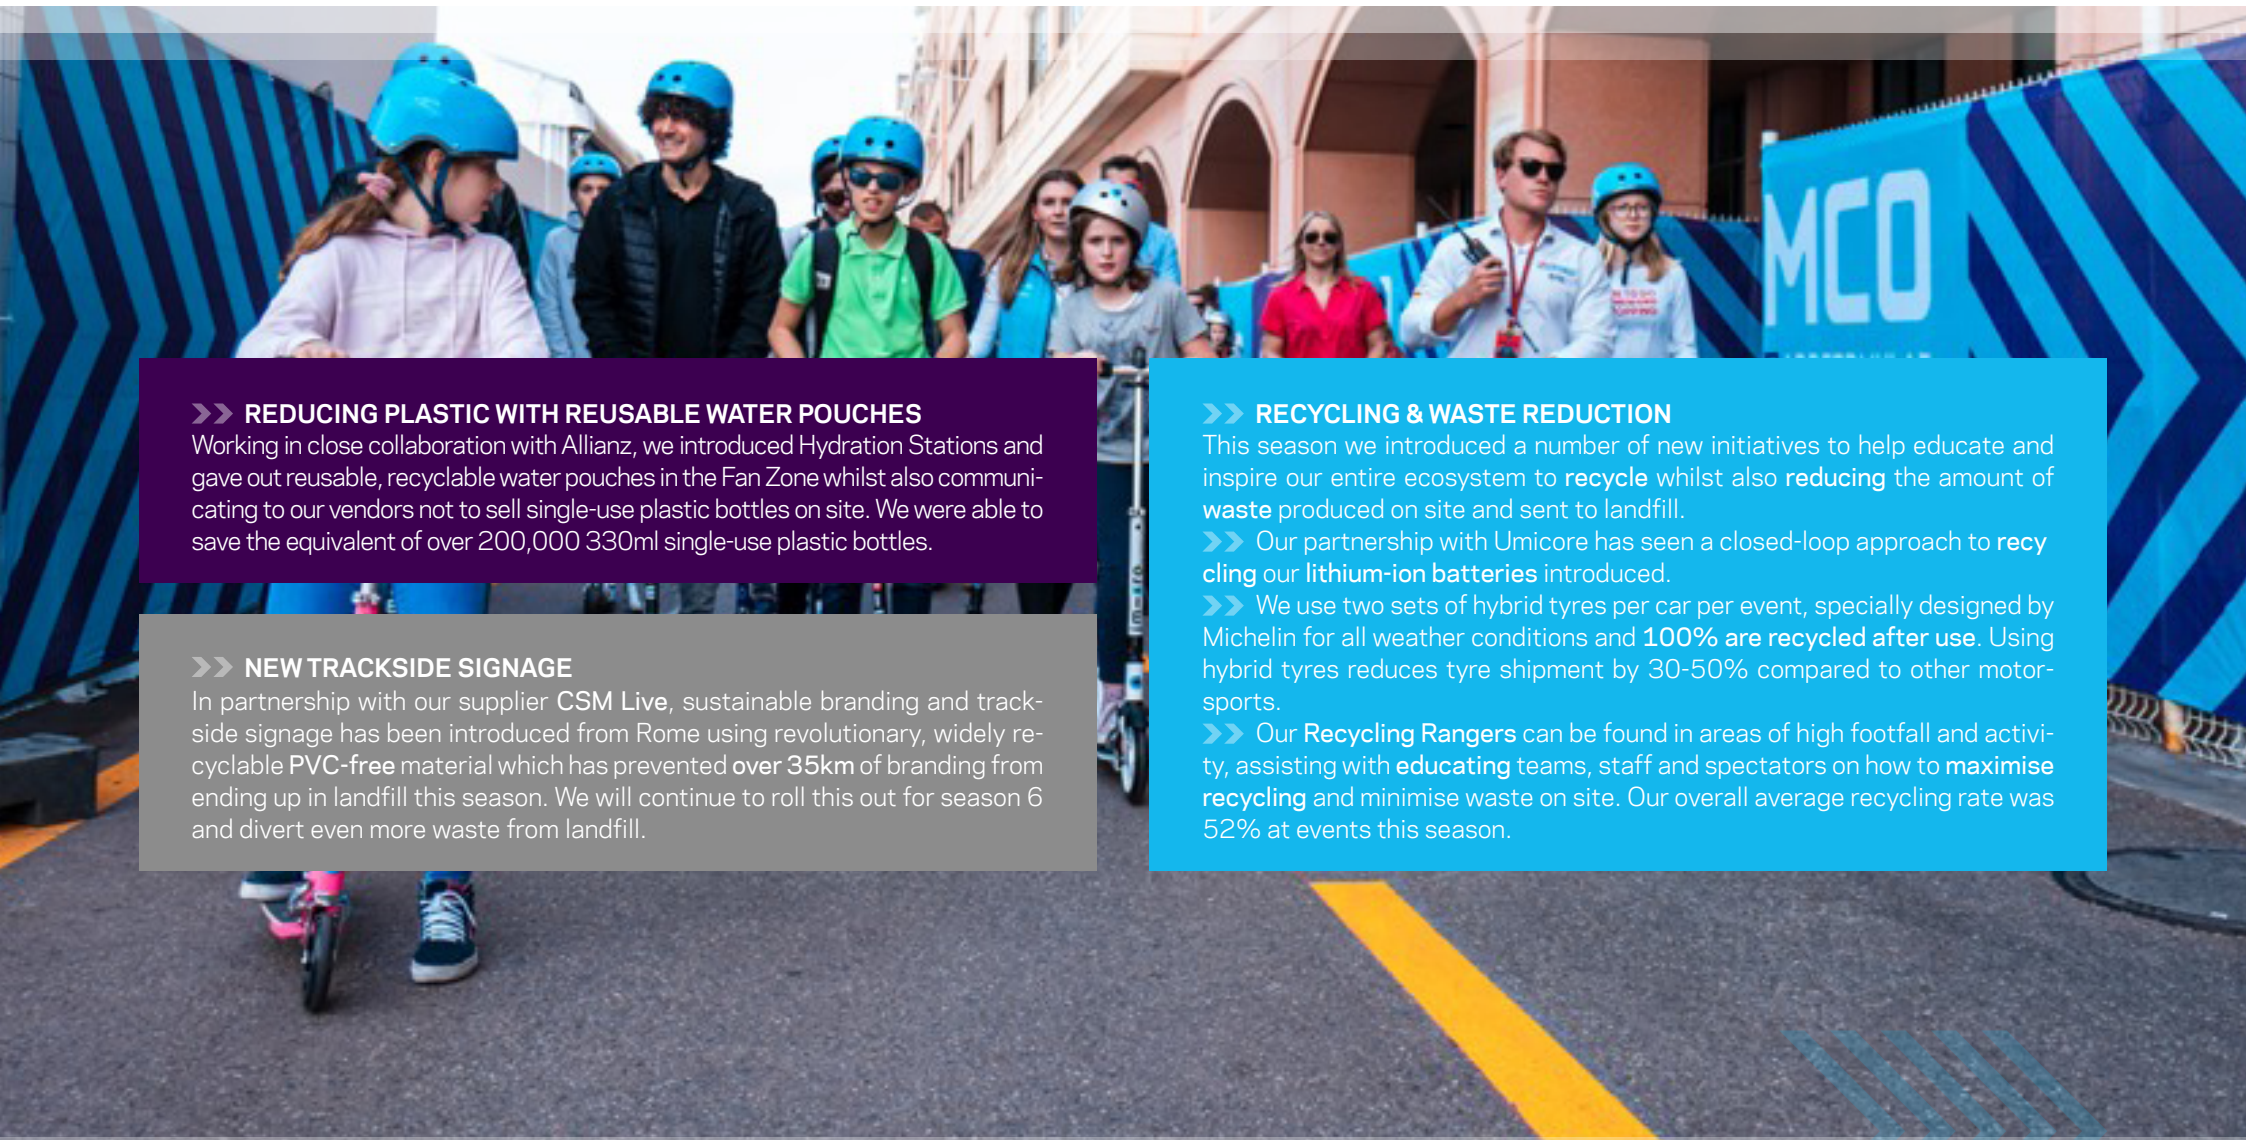 MCO
REDUCING PLASTIC WITH REUSABLE WATER POUCHES
Working in close collaboration with Allianz, we introduced Hydration Stations and
gave out reusable, recyclable water pouches in the Fan Zone whilst also communi-
cating to our vendors not to sell single-use plastic bottles on site. We were able to
save the equivalent of over 200,000 330ml single-use plastic bottles.
NEW TRACKSIDE SIGNAGE
In partnership with our supplier CSM Live, sustainable branding and track-
side signage has been introduced from Rome using revolutionary, widely re-
cyclable PVC-free material which has prevented over 35km of branding from
ending up in landfill this season. We will continue to roll this out for season 6
and divert even more waste from landfill.
RECYCLING & WASTE REDUCTION
This season we introduced a number of new initiatives to help educate and
inspire our entire ecosystem to recycle whilst also reducing the amount of
waste produced on site and sent to landfill.
Our partnership with Umicore has seen a closed-loop approach to recy
cling our lithium-ion batteries introduced.
We use two sets of hybrid tyres per car per event, specially designed by
Michelin for all weather conditions and 100% are recycled after use. Using
hybrid tyres reduces tyre shipment by 30-50% compared to other motor-
sports.
Our Recycling Rangers can be found in areas of high footfall and activi-
ty, assisting with educating teams, staff and spectators on how to maximise
recycling and minimise waste on site. Our overall average recycling rate was
52% at events this season.